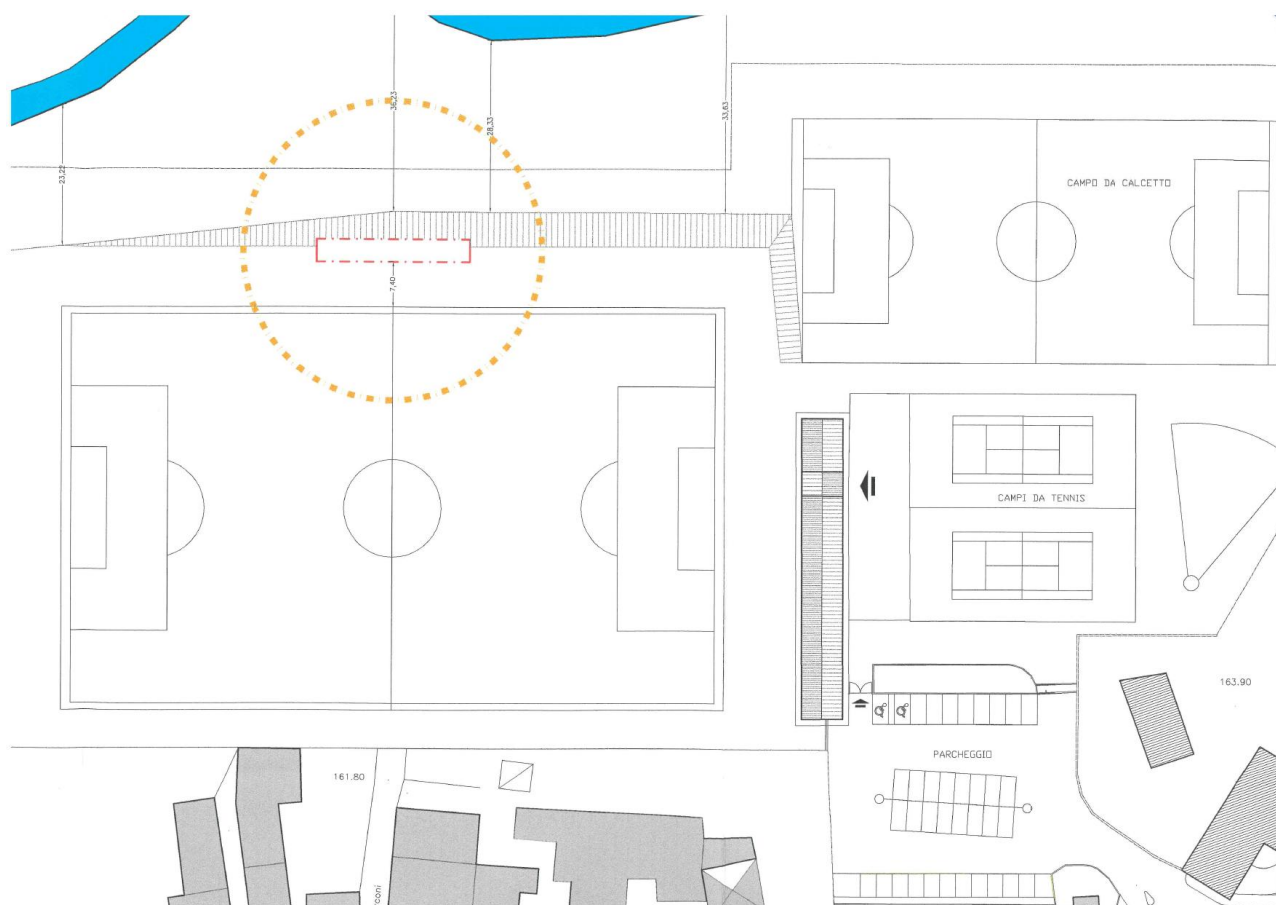 36,23
28,33
33,63
23,22
CAMPO DA CALCETTO
7,40
CAMPI DA TENNIS
163.90
PARCHEGGIO
161.80